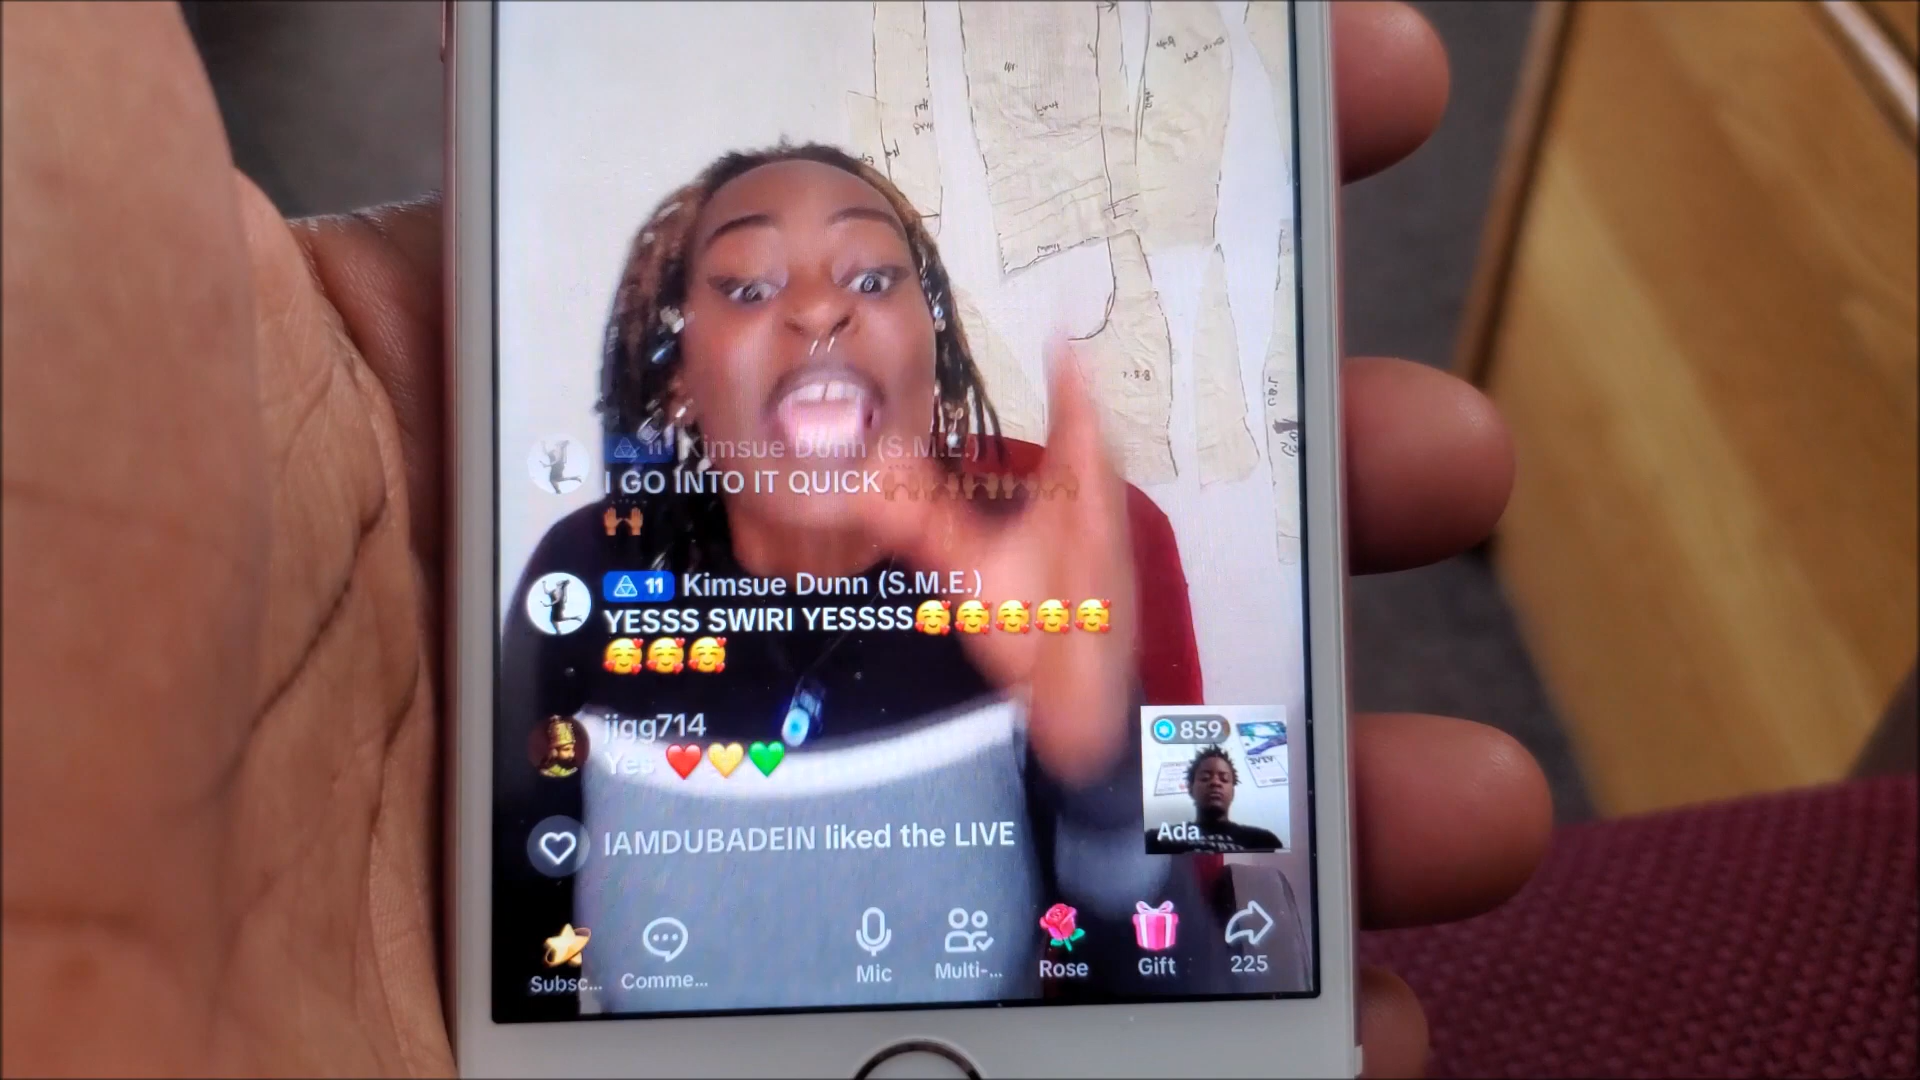 11 Kimsue Dunn (S.M.E.)
I GO INTO IT QUICK🙌🏾🙌🏾🙌🏾🙌🏾🙌🏾
🙌🏾
11 Kimsue Dunn (S.M.E.)
YESSS SWIRI YESSSS🥰🥰🥰🥰🥰
🥰🥰🥰
jigg714
Yes ❤️💛💚
IAMDUBADEIN liked the LIVE
859
Ada
Subsc...
Comme...
Mic
Multi-...
Rose
Gift
225